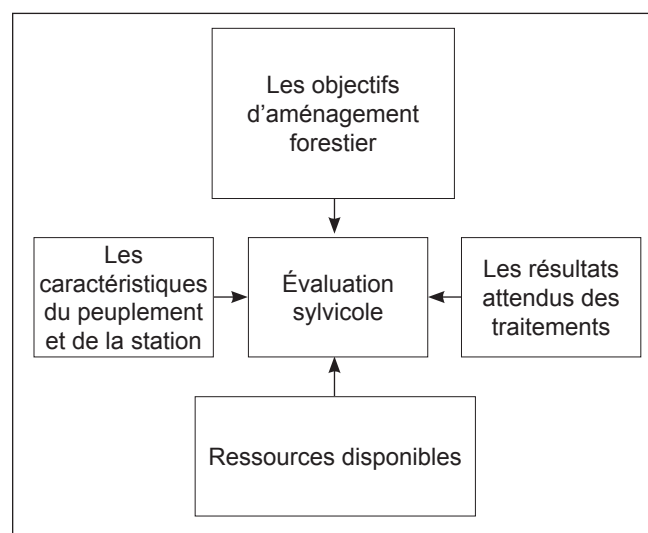 Les objectifs
d’aménagement
forestier
Les
caractéristiques
du peuplement
et de la station
Évaluation
sylvicole
Les résultats
attendus des
traitements
Ressources disponibles